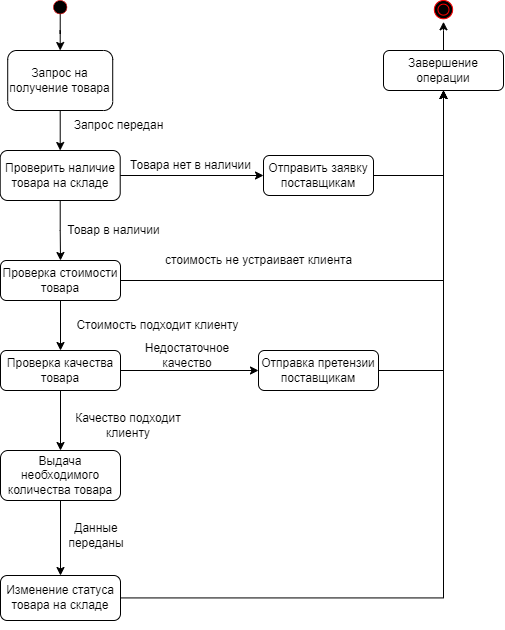 Запрос на
получение товара
Завершение
операции
Запрос передан
Проверить наличие
товара на складе
Товара нет в наличии
Отправить заявку
поставщикам
Товар в наличии
стоимость не устраивает клиента
Проверка стоимости
товара
Стоимость подходит клиенту
Недостаточное
качество
Проверка качества
товара
Отправка претензии
поставщикам
Качество подходит
клиенту
Выдача
необходимого
количества товара
Данные
переданы
Изменение статуса
товара на складе